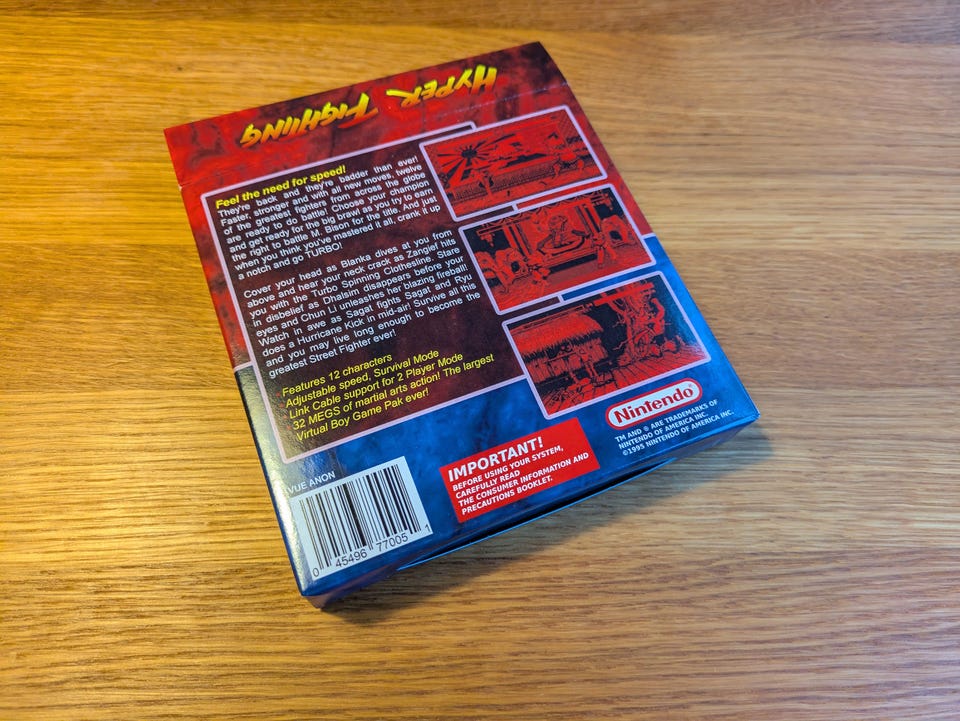 HYPER FIGHTING
Feel the need for speed!
They're back and they're badder than ever!
Faster, stronger and with all new moves, twelve
of the greatest fighters from across the globe
are ready to do battle! Choose your champion
and get ready for the big brawl as you try to earn
the right to battle M. Bison for the title. And just
when you think you've mastered it all, crank it up
a notch and go TURBO!
Cover your head as Blanka dives at you from
above and hear your neck crack as Zangief hits
you with the Turbo Spinning Clothesline. Stare
in disbelief as Dhalsim disappears before your
eyes and Chun Li unleashes her blazing fireball!
Watch in awe as Sagat fights Sagat and Ryu
does a Hurricane Kick in mid-air! Survive all this
and you may live long enough to become the
greatest Street Fighter ever!
Features 12 characters
Adjustable speed, Survival Mode
Link Cable support for 2 Player Mode
32 MEGS of martial arts action! The largest
Virtual Boy Game Pak ever!
Nintendo®
TM AND ® ARE TRADEMARKS OF
NINTENDO OF AMERICA INC.
©1995 NINTENDO OF AMERICA INC.
IMPORTANT!
BEFORE USING YOUR SYSTEM,
CAREFULLY READ
THE CONSUMER INFORMATION AND
PRECAUTIONS BOOKLET.
VUE ANON
0 45496 77005 1